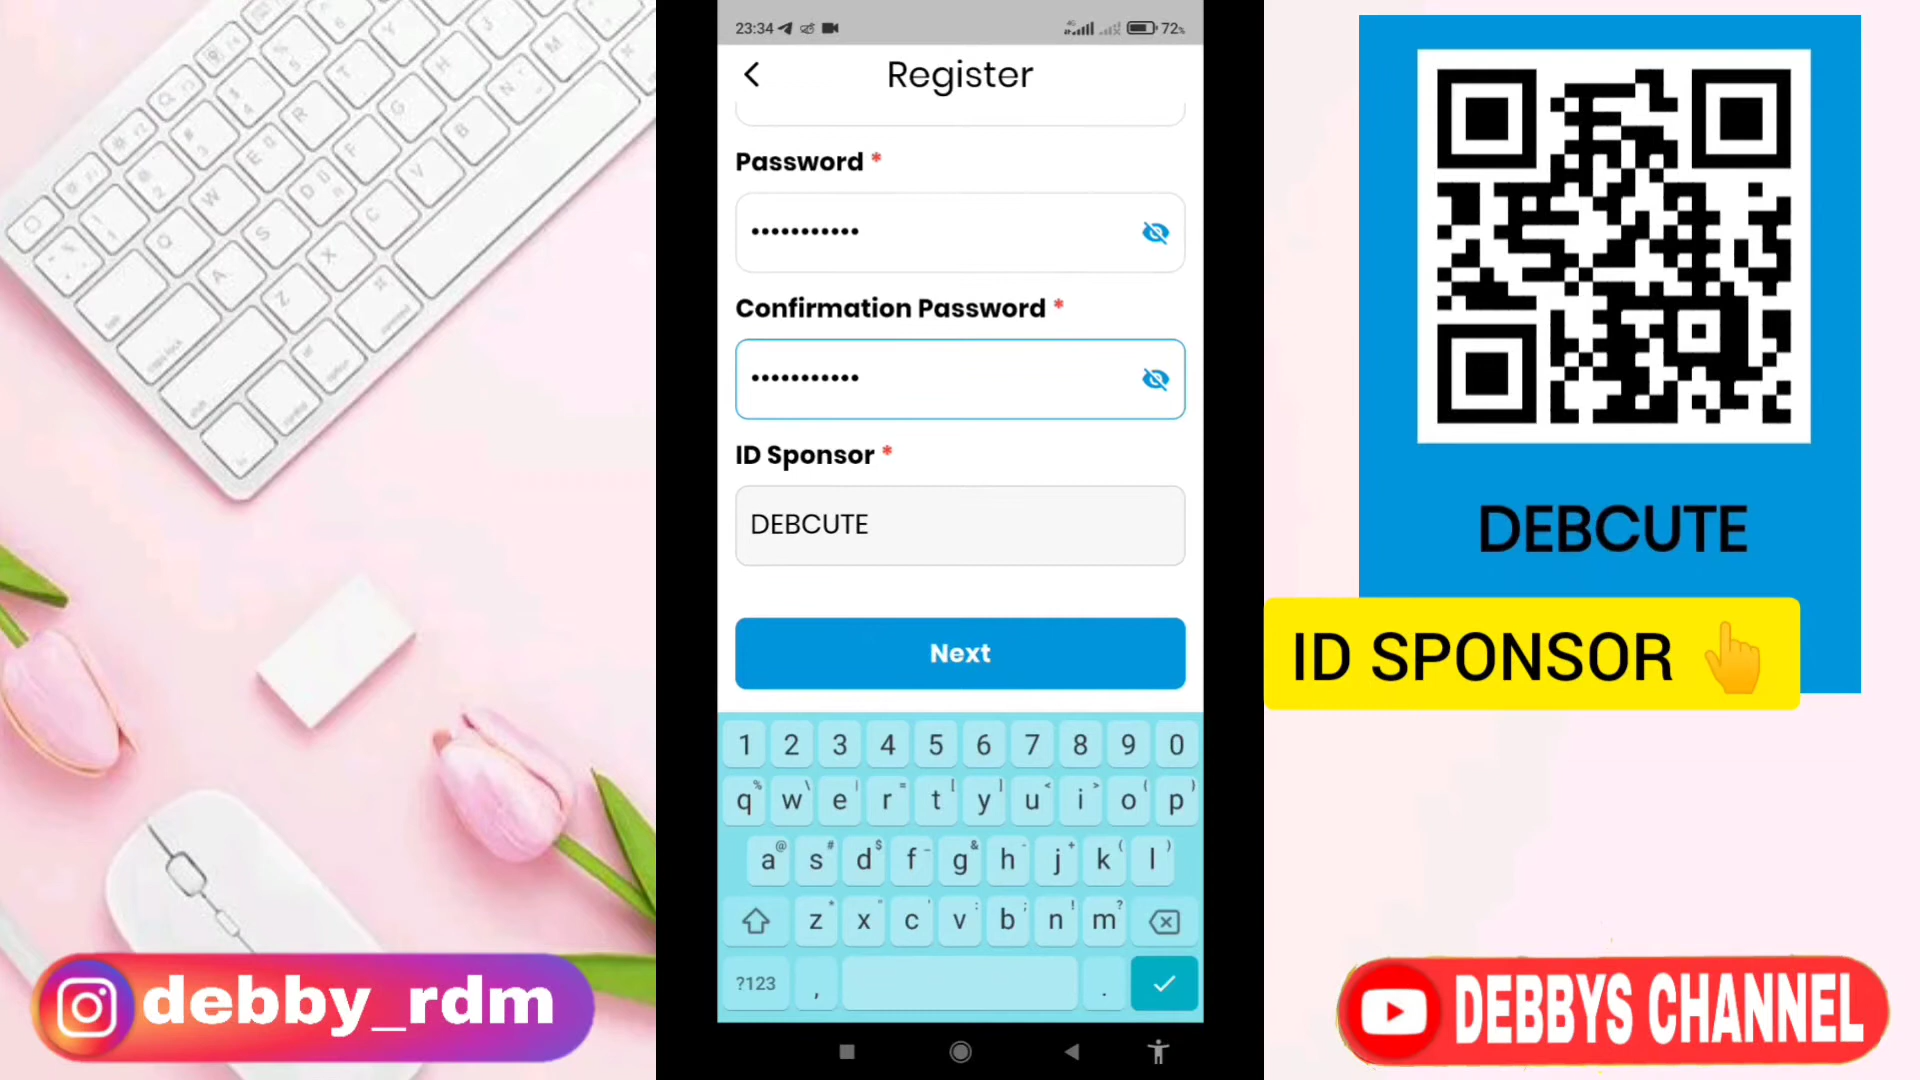 23:34
4G
72%
Register
Password *
•••••••••••
Confirmation Password *
•••••••••••
ID Sponsor *
DEBCUTE
Next
1 2 3 4 5 6 7 8 9 0
q w e r t y u i o p
a s d f g h j k l
z x c v b n m
?123 , .
DEBCUTE
ID SPONSOR 👆
debby_rdm
DEBBYS CHANNEL